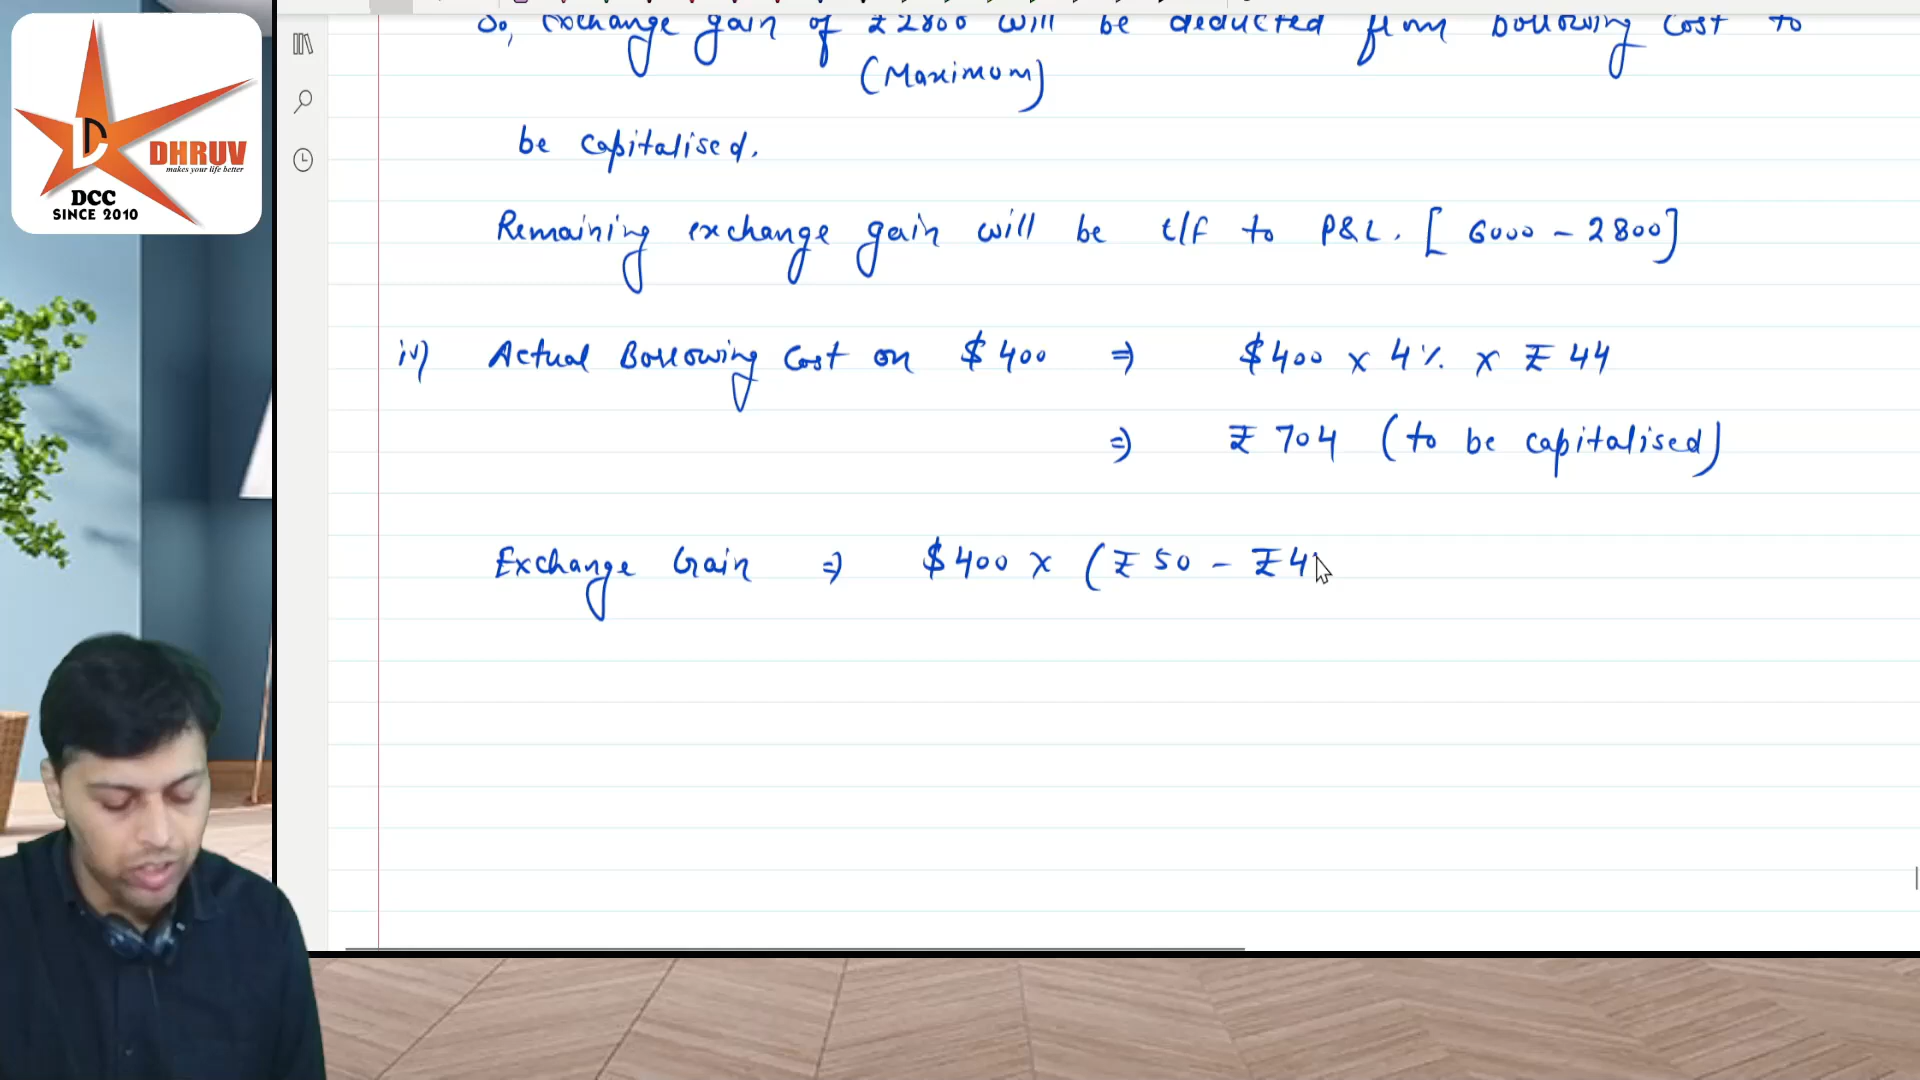 DHRUV
makes your life better
DCC
SINCE 2010
So, exchange gain of ₹2800 will be deducted from borrowing cost to
(Maximum)
be capitalised.
Remaining exchange gain will be t/f to P&L. [6000 - 2800]
iv) Actual Borrowing Cost on $400 ⇒ $400 x 4% x ₹44
⇒ ₹704 (to be capitalised)
Exchange Gain ⇒ $400 x (₹50 - ₹4